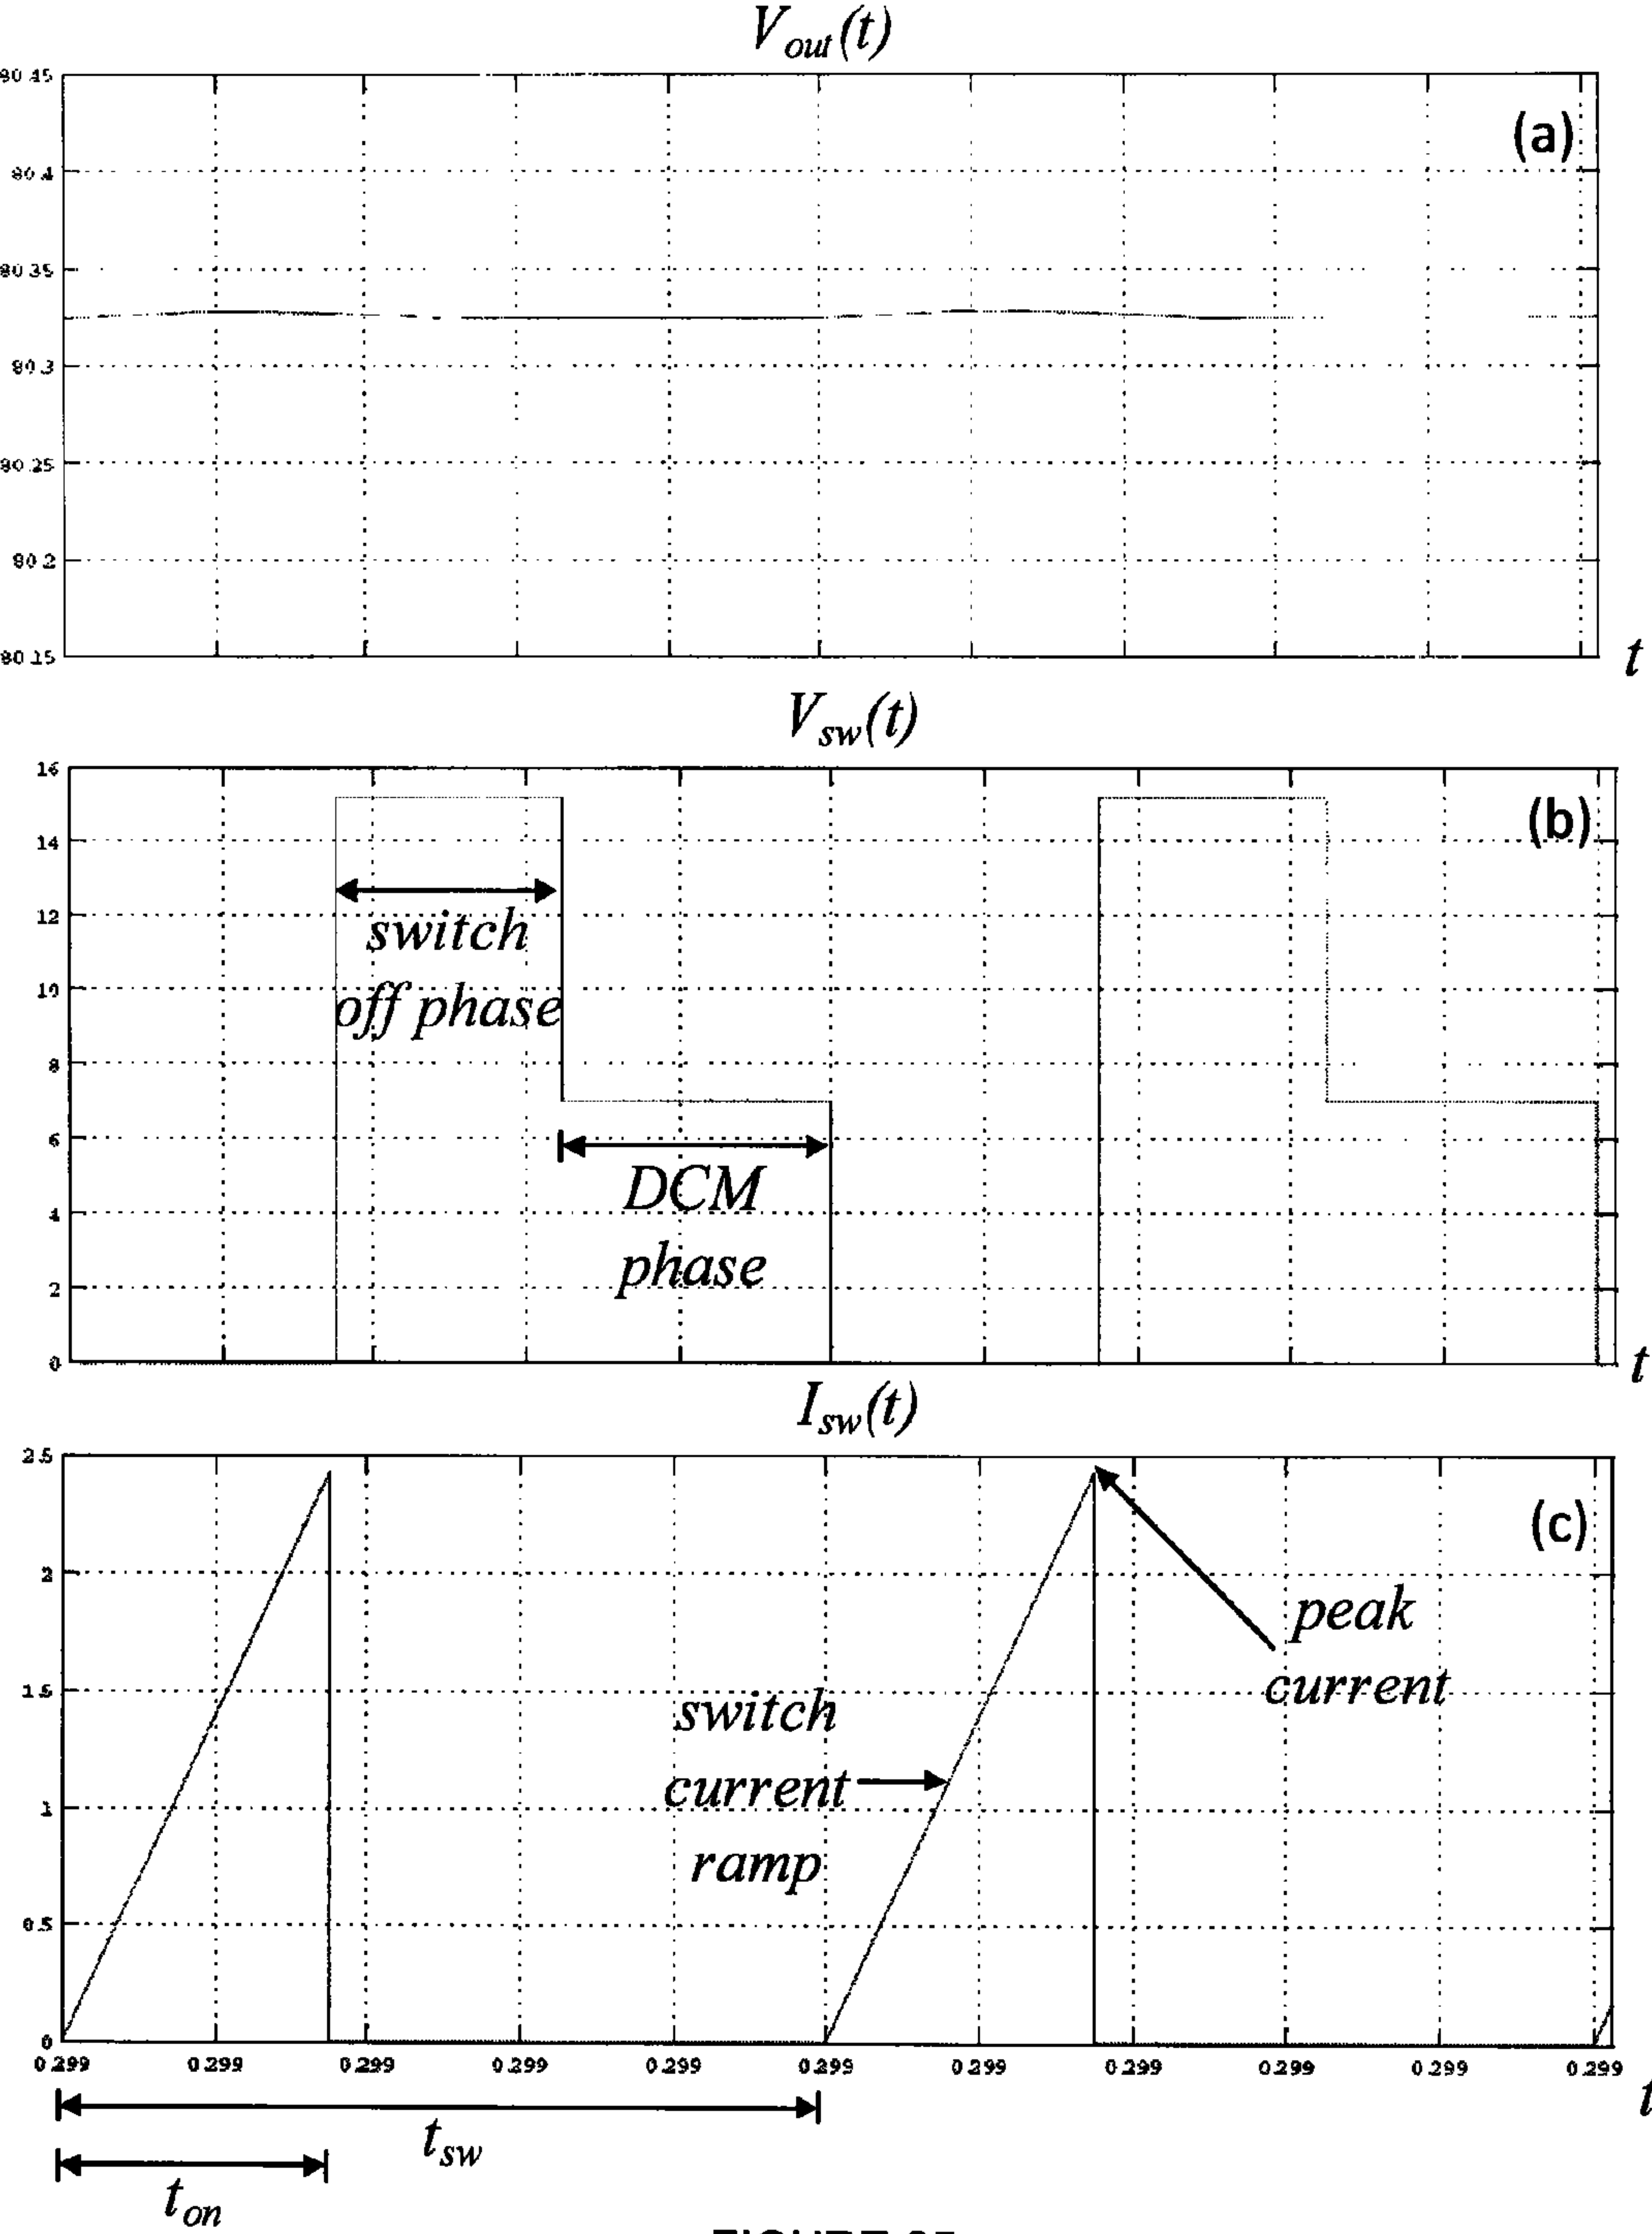 V_out(t)
80.45
(a)
80.4
80.35
80.3
80.25
80.2
80.15
t
V_sw(t)
16
(b)
14
12
switch
off phase
10
8
6
DCM
phase
4
2
0
t
I_sw(t)
2.5
(c)
2
peak
current
1.5
switch
current
ramp
1
0.5
0
0.299 0.299 0.299 0.299 0.299 0.299 0.299 0.299 0.299 0.299 0.299
t
t_sw
t_on